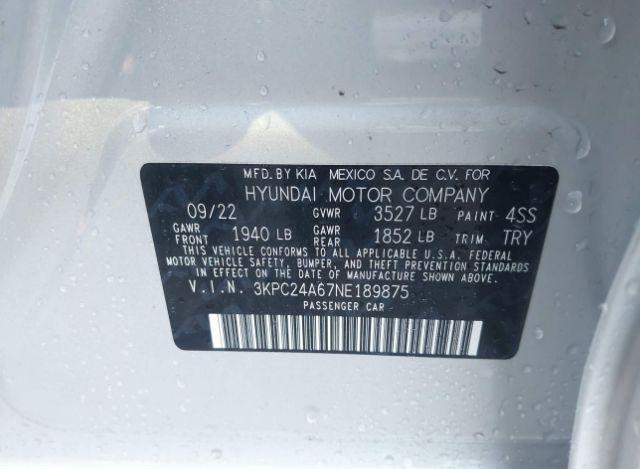 MFD. BY KIA MEXICO S.A. DE C.V. FOR
HYUNDAI MOTOR COMPANY
09/22 GVWR 3527 LB PAINT 4SS
GAWR FRONT 1940 LB GAWR REAR 1852 LB TRIM TRY
THIS VEHICLE CONFORMS TO ALL APPLICABLE U.S.A. FEDERAL
MOTOR VEHICLE SAFETY, BUMPER, AND THEFT PREVENTION STANDARDS
IN EFFECT ON THE DATE OF MANUFACTURE SHOWN ABOVE.
V.I.N. 3KPC24A67NE189875
PASSENGER CAR